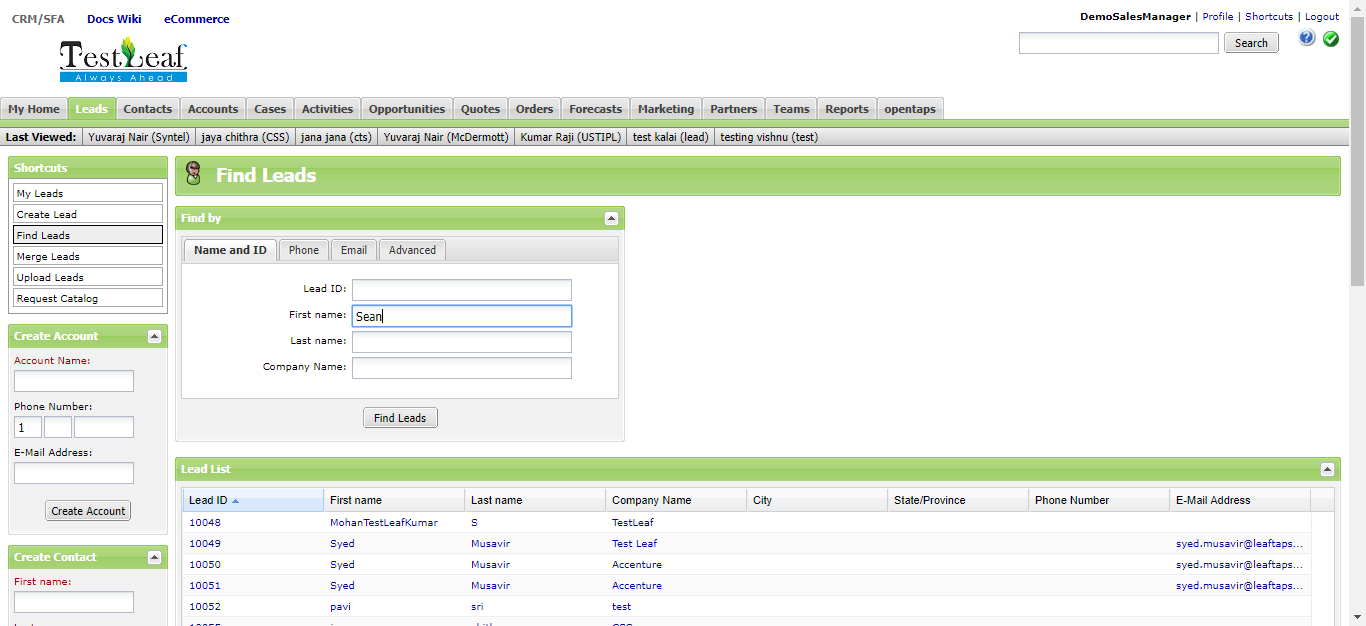 CRM/SFA Docs Wiki eCommerce
DemoSalesManager | Profile | Shortcuts | Logout
Search
TestLeaf
Always Ahead
My Home Leads Contacts Accounts Cases Activities Opportunities Quotes Orders Forecasts Marketing Partners Teams Reports opentaps
Last Viewed: Yuvaraj Nair (Syntel) jaya chithra (CSS) jana jana (cts) Yuvaraj Nair (McDermott) Kumar Raji (USTIPL) test kalai (lead) testing vishnu (test)
Shortcuts
My Leads
Create Lead
Find Leads
Merge Leads
Upload Leads
Request Catalog
Create Account
Account Name:
Phone Number:
1
E-Mail Address:
Create Account
Create Contact
First name:
Find Leads
Find by
Name and ID Phone Email Advanced
Lead ID:
First name: Sean
Last name:
Company Name:
Find Leads
Lead List
Lead ID First name Last name Company Name City State/Province Phone Number E-Mail Address
10048 MohanTestLeafKumar S TestLeaf
10049 Syed Musavir Test Leaf syed.musavir@leaftaps...
10050 Syed Musavir Accenture syed.musavir@leaftaps...
10051 Syed Musavir Accenture syed.musavir@leaftaps...
10052 pavi sri test